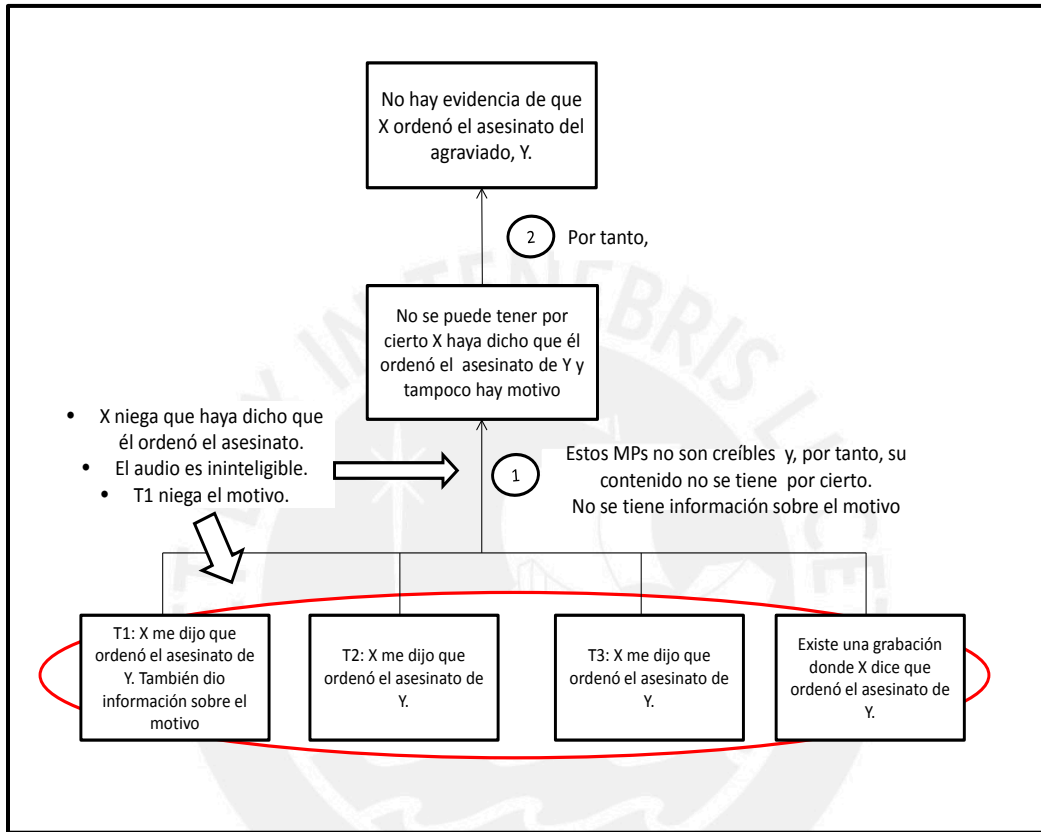 No hay evidencia de que
X ordenó el asesinato del
agraviado, Y.
2
Por tanto,
No se puede tener por
cierto X haya dicho que él
ordenó el asesinato de Y y
tampoco hay motivo
• X niega que haya dicho que
él ordenó el asesinato.
• El audio es ininteligible.
• T1 niega el motivo.
1
Estos MPs no son creíbles y, por tanto, su
contenido no se tiene por cierto.
No se tiene información sobre el motivo
T1: X me dijo que
ordenó el asesinato de
Y. También dio
información sobre el
motivo
T2: X me dijo que
ordenó el asesinato de
Y.
T3: X me dijo que
ordenó el asesinato de
Y.
Existe una grabación
donde X dice que
ordenó el asesinato de
Y.